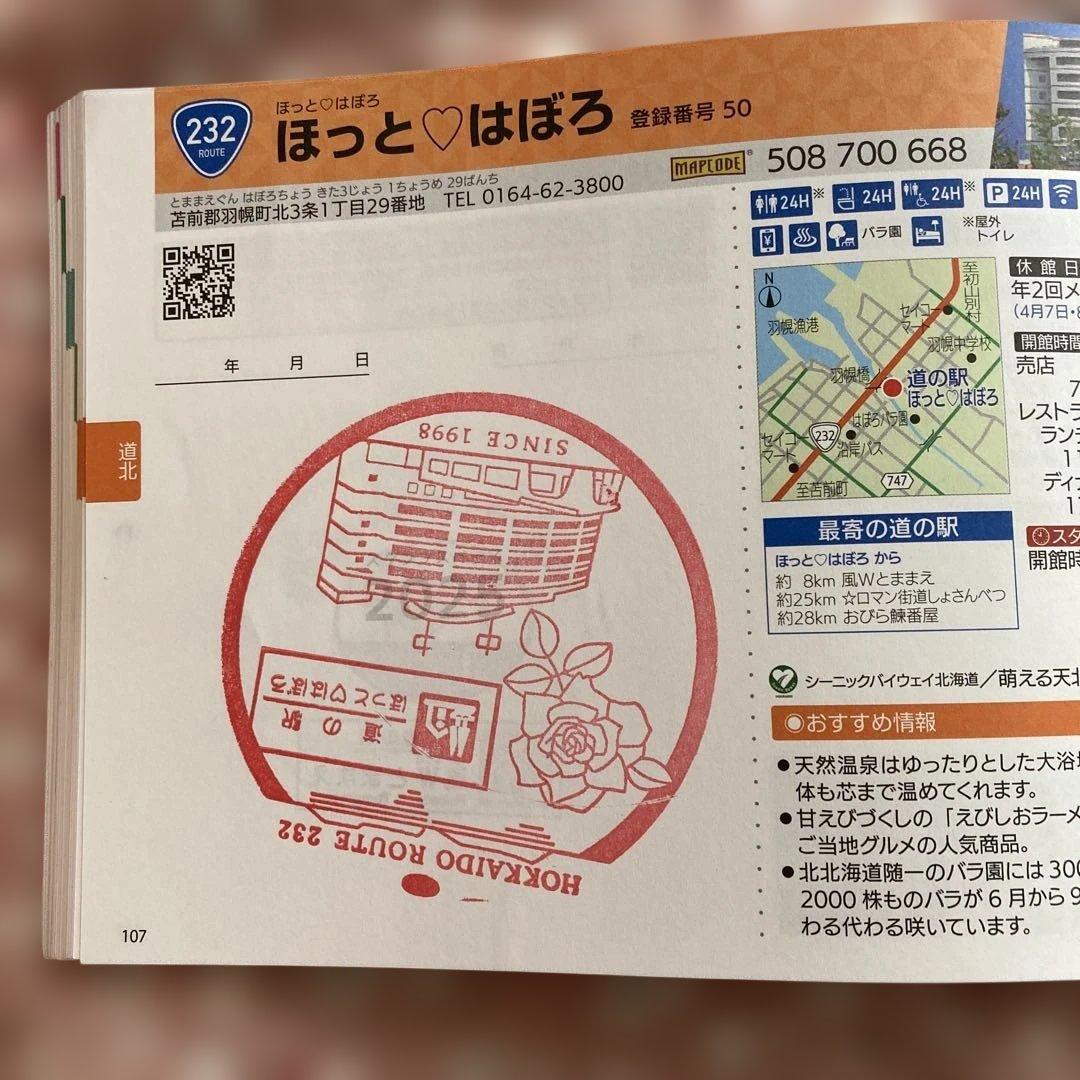 232
ROUTE
ほっと♡はぼろ
ほっと♡はぼろ 登録番号 50
とままえぐん はぼろちょう きた3じょう 1ちょうめ 29ばんち
苫前郡羽幌町北3条1丁目29番地 TEL 0164-62-3800
MAPCODE® 508 700 668
24H※ 24H 24H※ P 24H
バラ園
※屋外
トイレ
年 月 日
道北
SINCE 1998
道の駅
ほっと♡はぼろ
HOKKAIDO ROUTE 232
107
N
至初山別村
セイコー
マート
羽幌漁港
羽幌中学校
羽幌橋
道の駅
ほっと♡はぼろ
はぼろバラ園
232
沿岸バス
セイコー
マート
747
至苫前町
最寄の道の駅
ほっと♡はぼろ から
約 8km 風Wとままえ
約25km ☆ロマン街道しょさんべつ
約28km おびら鰊番屋
シーニックバイウェイ北海道／萌える天北
◉おすすめ情報
●天然温泉はゆったりとした大浴
体も芯まで温めてくれます。
●甘えびづくしの「えびしおラーメ
ご当地グルメの人気商品。
●北北海道随一のバラ園には300
2000 株ものバラが6月から9
わる代わる咲いています。
休館日
年2回メ
(4月7日・
開館時間
売店
7
レストラ
ランチ
11
ディナ
17
スタ
開館時